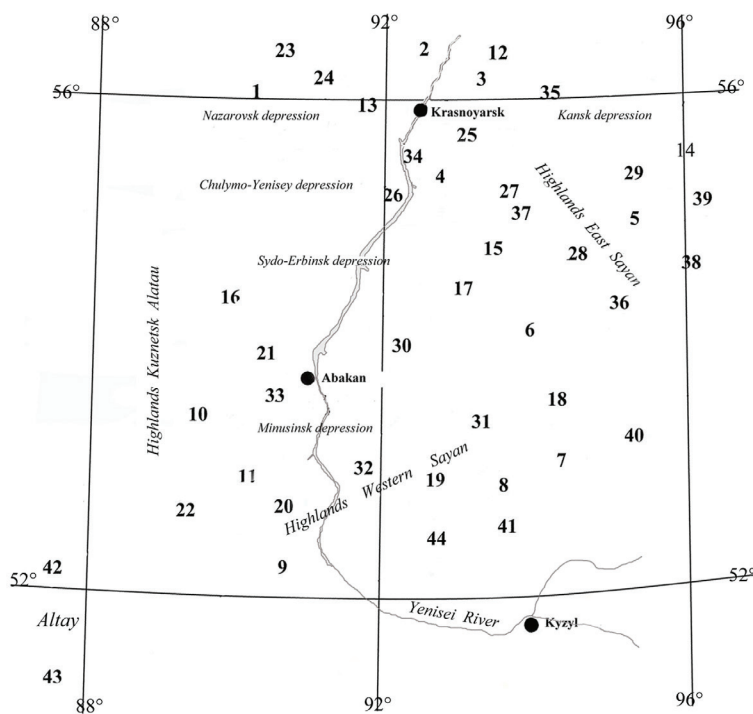 88° 92° 96°
23 2 12
24 3
56° 1 13 35 56°
Krasnoyarsk
Nazarovsk depression Kansk depression
25
34 14
4 29
Chulymo-Yenisey depression 26 27 39
37 5
Highlands East Sayan
15 28
Sydo-Erbinsk depression 38
17
16 36
6
30
21
Abakan
Highlands Kuznetsk Alatau
33 18
10 31
Minusinsk depression 40
32 7
11 19 8
Highlands Western Sayan
22 20
41
44
42 9
52° 52°
Altay Yenisei River Kyzyl
43
88° 92° 96°